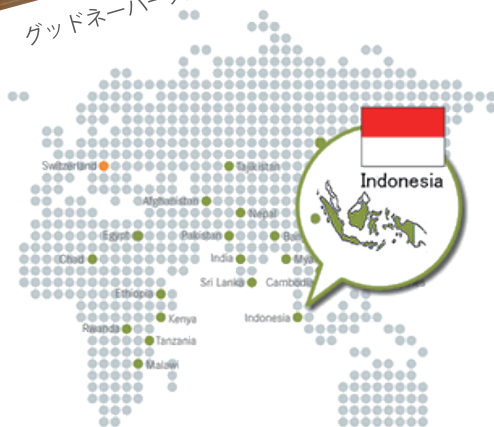 グッドネーバーズ
Indonesia
Switzerland
Tajikistan
Afghanistan
Nepal
Egypt
Pakistan
Chad
India
Sri Lanka
Cambodia
Ethiopia
Indonesia
Kenya
Rwanda
Tanzania
Malawi